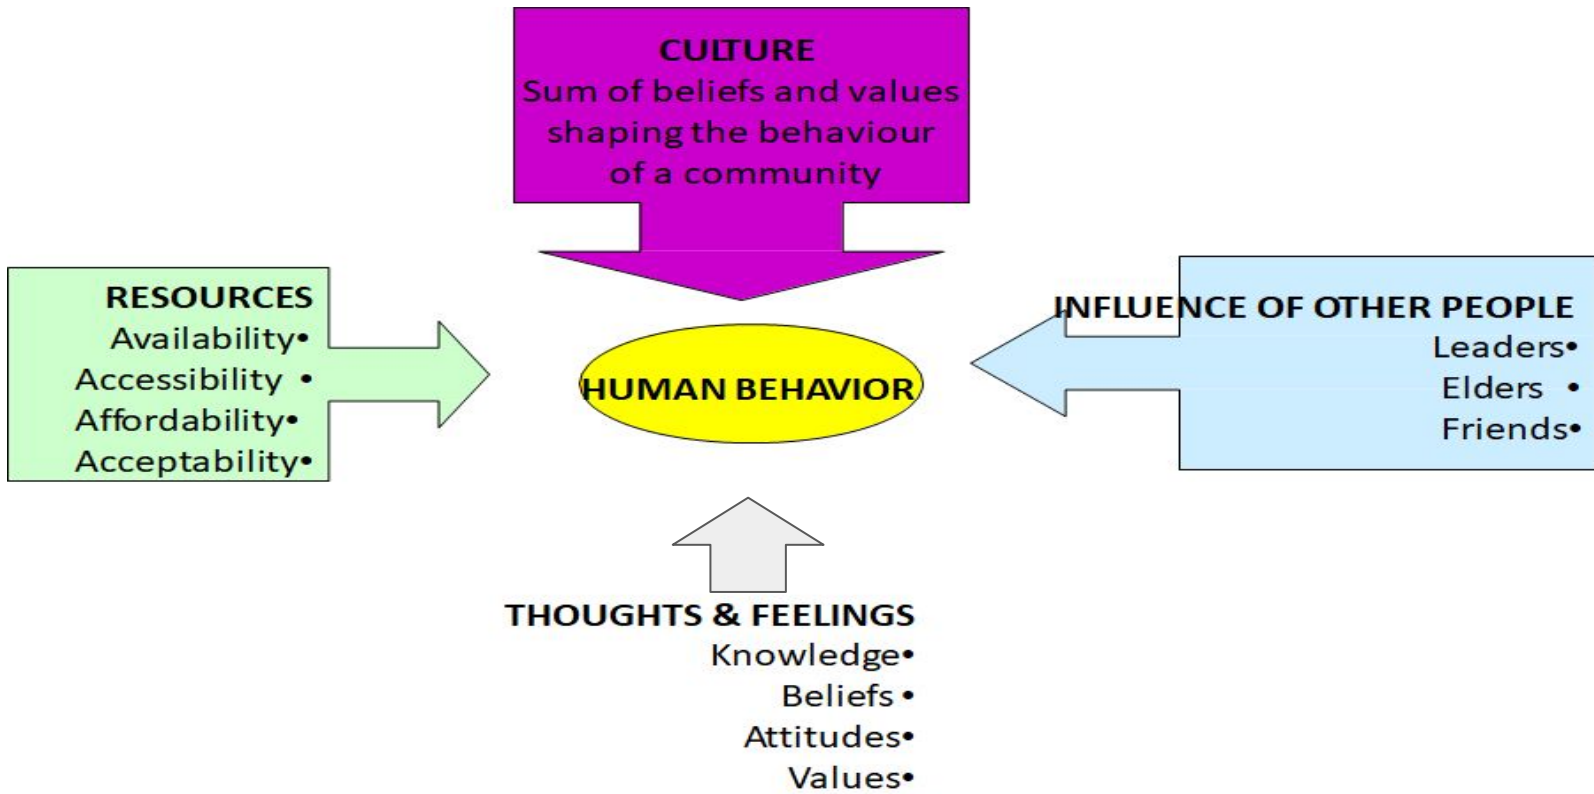 CULTURE
Sum of beliefs and values
shaping the behaviour
of a community
RESOURCES
Availability•
Accessibility •
Affordability•
Acceptability•
HUMAN BEHAVIOR
INFLUENCE OF OTHER PEOPLE
Leaders•
Elders •
Friends•
THOUGHTS & FEELINGS
Knowledge•
Beliefs •
Attitudes•
Values•